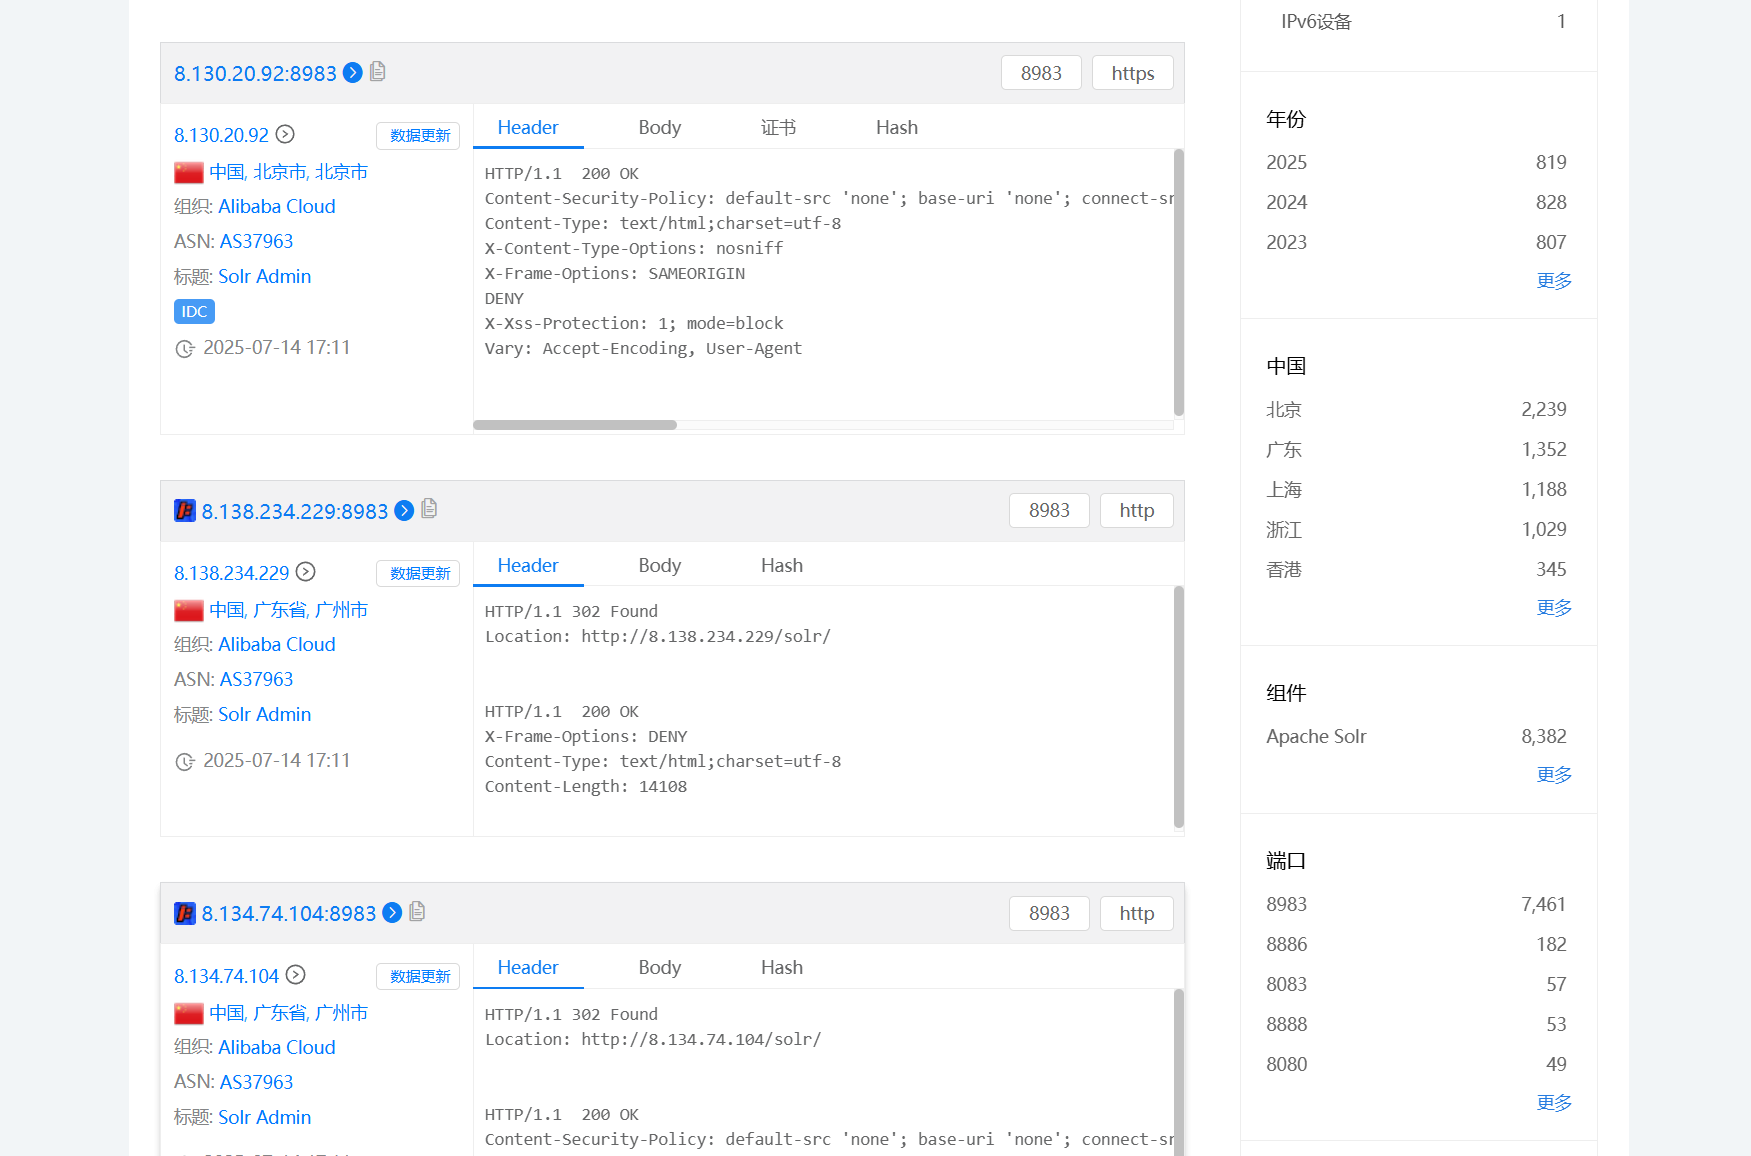 IPv6设备 1
8.130.20.92:8983 8983 https
8.130.20.92 数据更新
中国, 北京市, 北京市
组织: Alibaba Cloud
ASN: AS37963
标题: Solr Admin
IDC
2025-07-14 17:11
Header Body 证书 Hash
HTTP/1.1  200 OK
Content-Security-Policy: default-src 'none'; base-uri 'none'; connect-sr
Content-Type: text/html;charset=utf-8
X-Content-Type-Options: nosniff
X-Frame-Options: SAMEORIGIN
DENY
X-Xss-Protection: 1; mode=block
Vary: Accept-Encoding, User-Agent
8.138.234.229:8983 8983 http
8.138.234.229 数据更新
中国, 广东省, 广州市
组织: Alibaba Cloud
ASN: AS37963
标题: Solr Admin
2025-07-14 17:11
Header Body Hash
HTTP/1.1 302 Found
Location: http://8.138.234.229/solr/
HTTP/1.1  200 OK
X-Frame-Options: DENY
Content-Type: text/html;charset=utf-8
Content-Length: 14108
8.134.74.104:8983 8983 http
8.134.74.104 数据更新
中国, 广东省, 广州市
组织: Alibaba Cloud
ASN: AS37963
标题: Solr Admin
Header Body Hash
HTTP/1.1 302 Found
Location: http://8.134.74.104/solr/
HTTP/1.1  200 OK
Content-Security-Policy: default-src 'none'; base-uri 'none'; connect-sr
年份
2025 819
2024 828
2023 807
更多
中国
北京 2,239
广东 1,352
上海 1,188
浙江 1,029
香港 345
更多
组件
Apache Solr 8,382
更多
端口
8983 7,461
8886 182
8083 57
8888 53
8080 49
更多